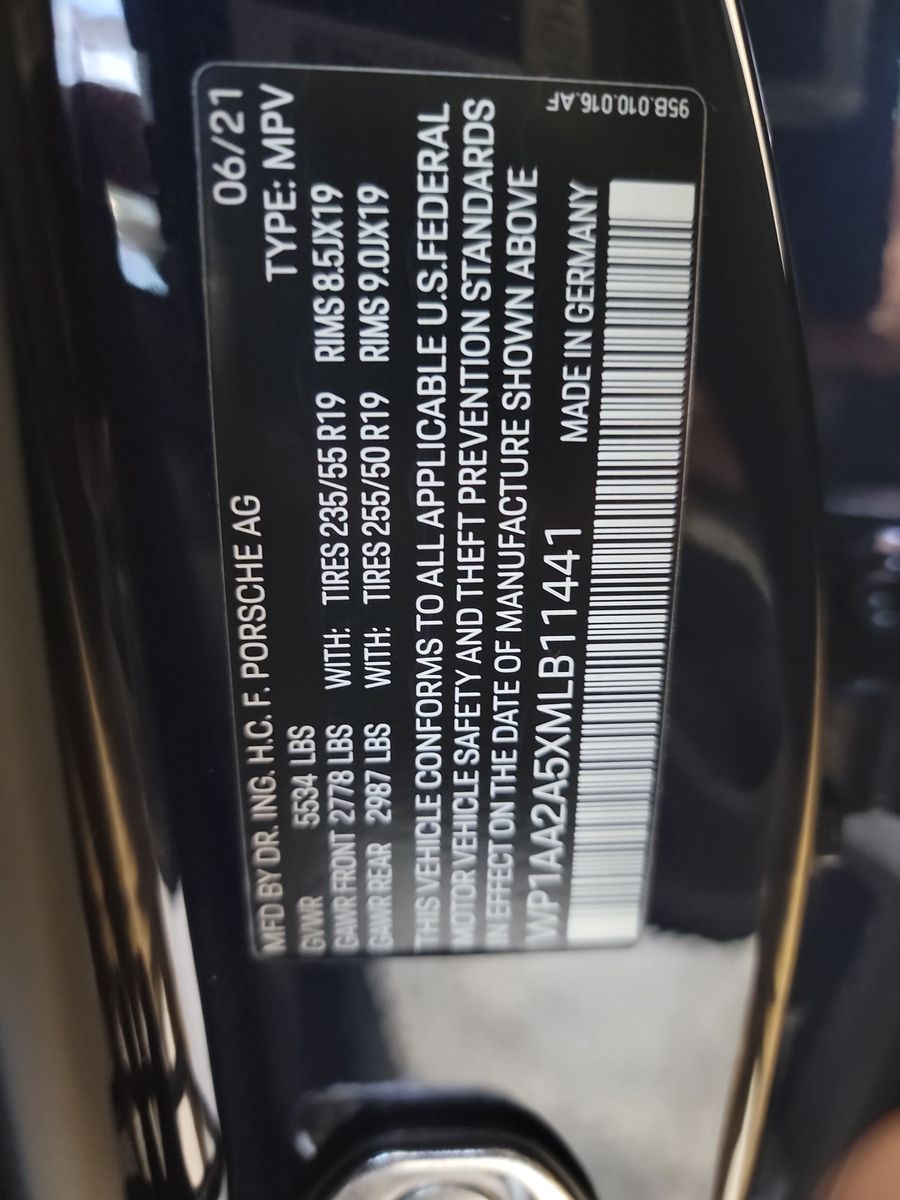 MFD BY DR. ING. H.C. F. PORSCHE AG 06/21
GVWR 5534 LBS TYPE: MPV
GAWR FRONT 2778 LBS WITH: TIRES 235/55 R19 RIMS 8.5JX19
GAWR REAR 2987 LBS WITH: TIRES 255/50 R19 RIMS 9.0JX19
THIS VEHICLE CONFORMS TO ALL APPLICABLE U.S.FEDERAL
MOTOR VEHICLE SAFETY AND THEFT PREVENTION STANDARDS
IN EFFECT ON THE DATE OF MANUFACTURE SHOWN ABOVE
WP1AA2A5XMLB11441 MADE IN GERMANY
95B.010.016.AF